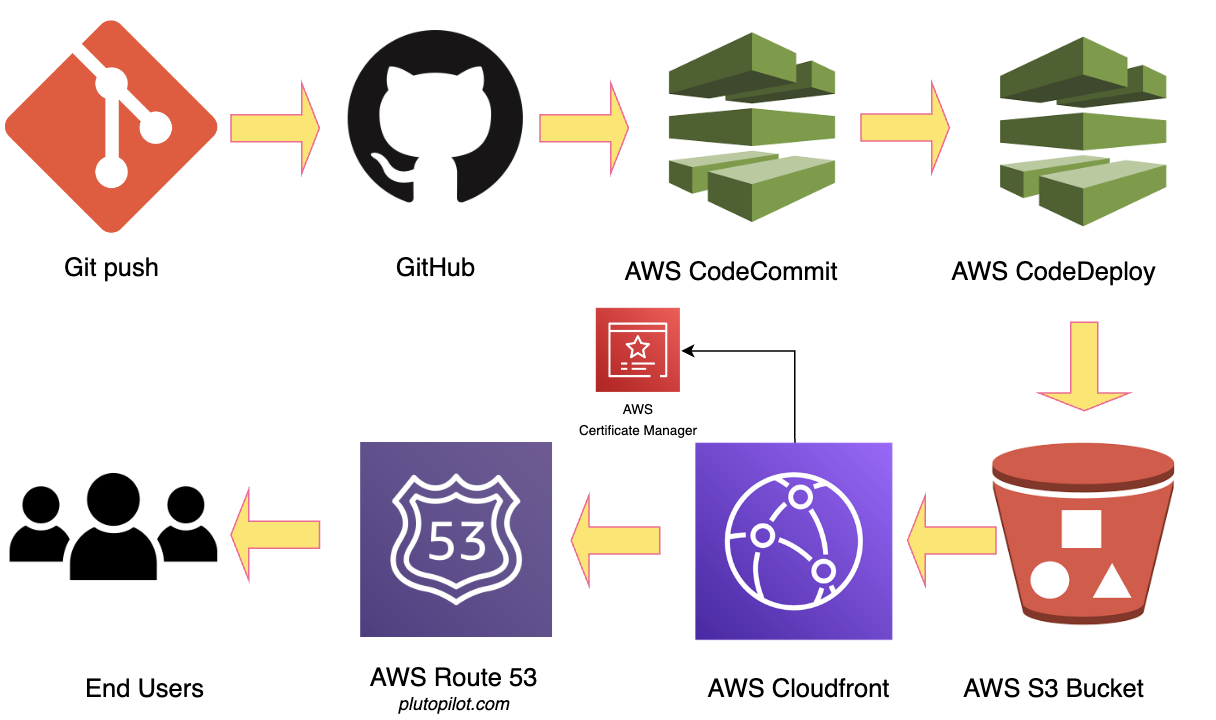 Git push
GitHub
AWS CodeCommit
AWS CodeDeploy
AWS
Certificate Manager
53
End Users
AWS Route 53
plutopilot.com
AWS Cloudfront
AWS S3 Bucket